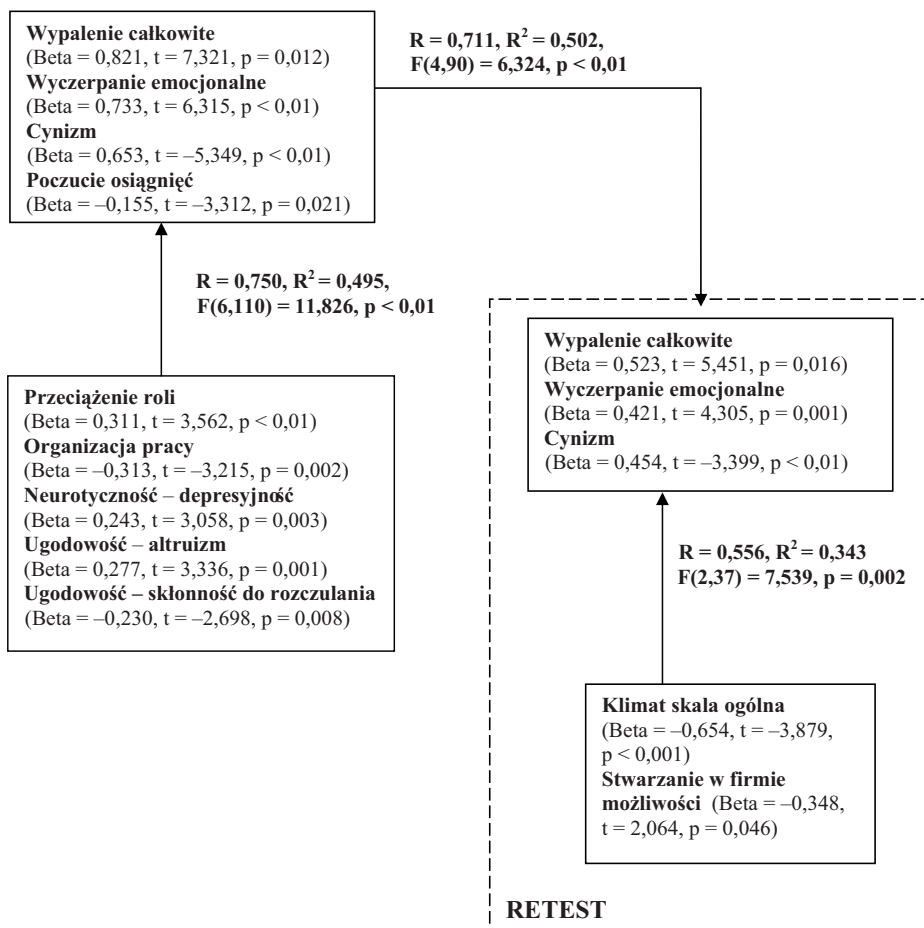 Wypalenie całkowite
(Beta = 0,821, t = 7,321, p = 0,012)
Wyczerpanie emocjonalne
(Beta = 0,733, t = 6,315, p < 0,01)
Cynizm
(Beta = 0,653, t = –5,349, p < 0,01)
Poczucie osiągnięć
(Beta = –0,155, t = –3,312, p = 0,021)
R = 0,711, R² = 0,502,
F(4,90) = 6,324, p < 0,01
R = 0,750, R² = 0,495,
F(6,110) = 11,826, p < 0,01
Przeciążenie roli
(Beta = 0,311, t = 3,562, p < 0,01)
Organizacja pracy
(Beta = –0,313, t = –3,215, p = 0,002)
Neurotyczność – depresyjność
(Beta = 0,243, t = 3,058, p = 0,003)
Ugodowość – altruizm
(Beta = 0,277, t = 3,336, p = 0,001)
Ugodowość – skłonność do rozczulania
(Beta = –0,230, t = –2,698, p = 0,008)
Wypalenie całkowite
(Beta = 0,523, t = 5,451, p = 0,016)
Wyczerpanie emocjonalne
(Beta = 0,421, t = 4,305, p = 0,001)
Cynizm
(Beta = 0,454, t = –3,399, p < 0,01)
R = 0,556, R² = 0,343
F(2,37) = 7,539, p = 0,002
Klimat skala ogólna
(Beta = –0,654, t = –3,879,
p < 0,001)
Stwarzanie w firmie
możliwości (Beta = –0,348,
t = 2,064, p = 0,046)
RETEST